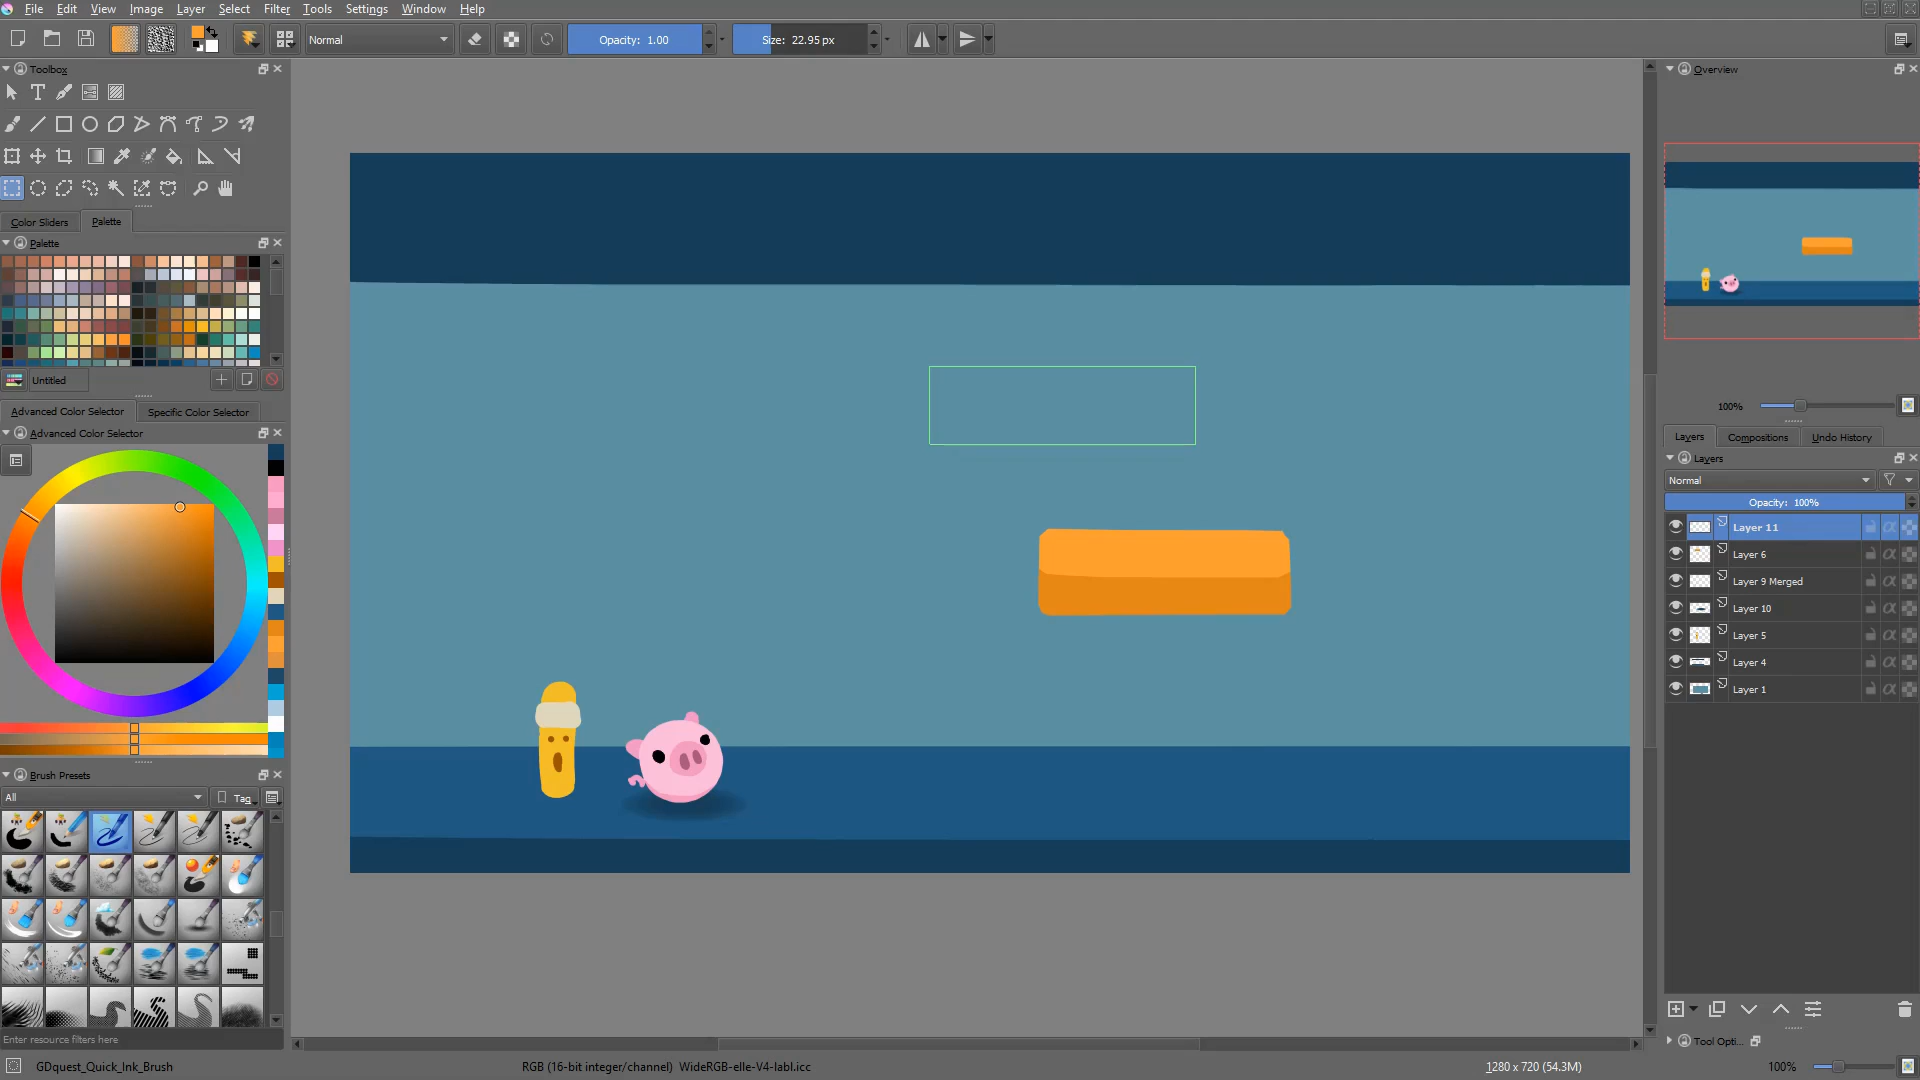 File Edit View Image Layer Select Filter Tools Settings Window Help
Normal Opacity: 1.00 Size: 22.95 px
Toolbox
Color Sliders Palette
Palette
Untitled
Advanced Color Selector Specific Color Selector
Advanced Color Selector
Brush Presets
All Tag
Enter resource filters here
GDquest_Quick_Ink_Brush
RGB (16-bit integer/channel) WideRGB-elle-V4-labl.icc
1280 x 720 (54.3M)
100%
Overview
100%
Layers Compositions Undo History
Layers
Normal
Opacity: 100%
Layer 11
Layer 6
Layer 9 Merged
Layer 10
Layer 5
Layer 4
Layer 1
Tool Opti...